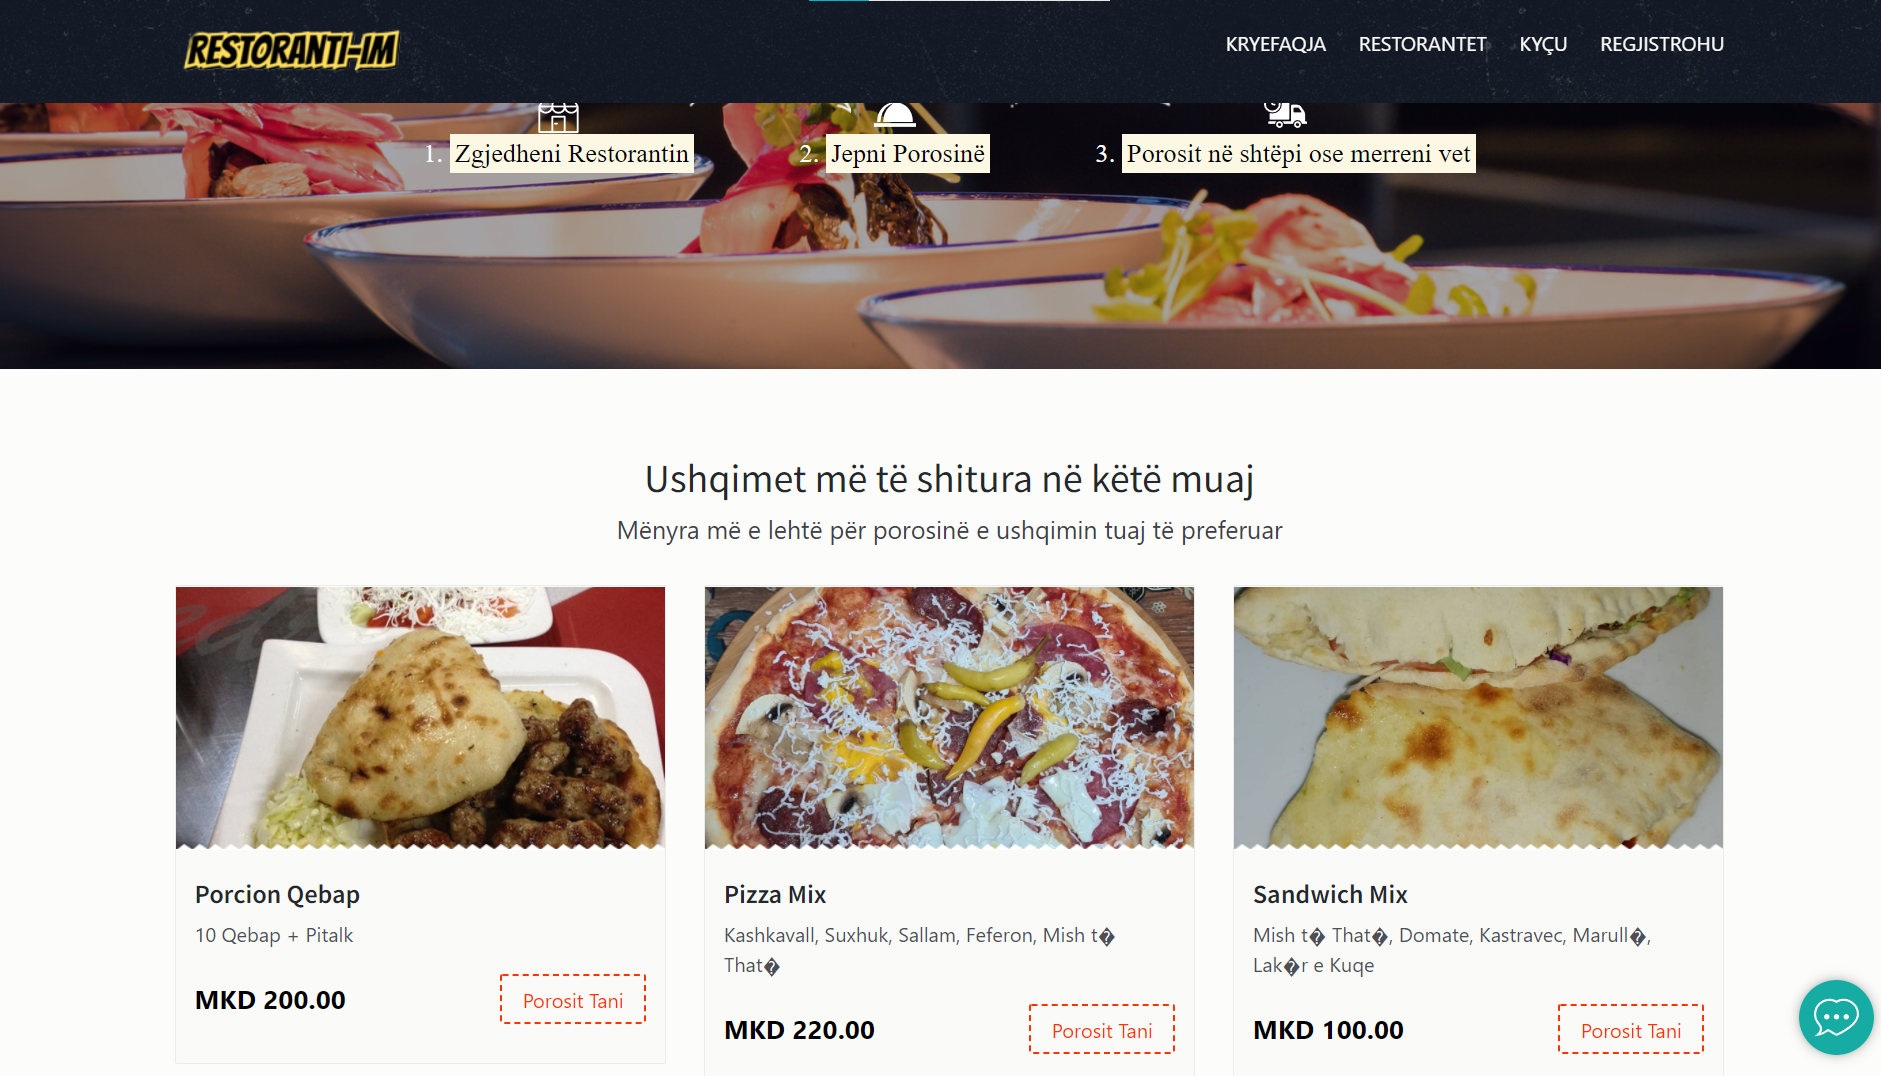 RESTORANTI-IM
KRYEFAQJA RESTORANTET KYÇU REGJISTROHU
1. Zgjedheni Restorantin 2. Jepni Porosinë 3. Porosit në shtëpi ose merreni vet
Ushqimet më të shitura në këtë muaj
Mënyra më e lehtë për porosinë e ushqimin tuaj të preferuar
Porcion Qebap
10 Qebap + Pitalk
MKD 200.00 Porosit Tani
Pizza Mix
Kashkavall, Suxhuk, Sallam, Feferon, Mish t�
That�
MKD 220.00 Porosit Tani
Sandwich Mix
Mish t� That�, Domate, Kastravec, Marull�,
Lak�r e Kuqe
MKD 100.00 Porosit Tani